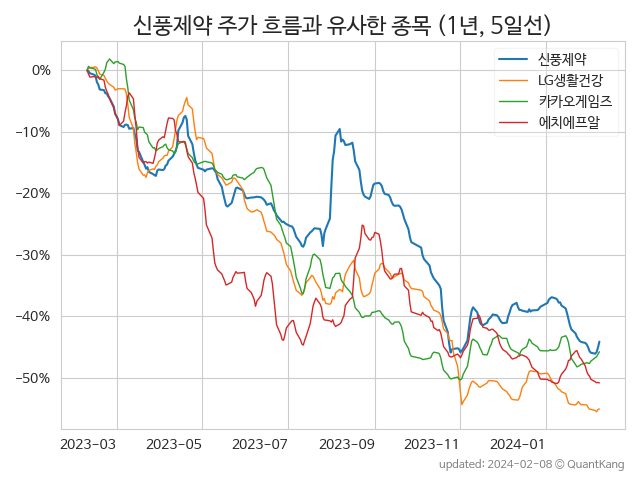 신풍제약 주가 흐름과 유사한 종목 (1년, 5일선)
신풍제약
LG생활건강
카카오게임즈
에치에프알
0%
−10%
−20%
−30%
−40%
−50%
2023-03 2023-05 2023-07 2023-09 2023-11 2024-01
updated: 2024-02-08 © QuantKang